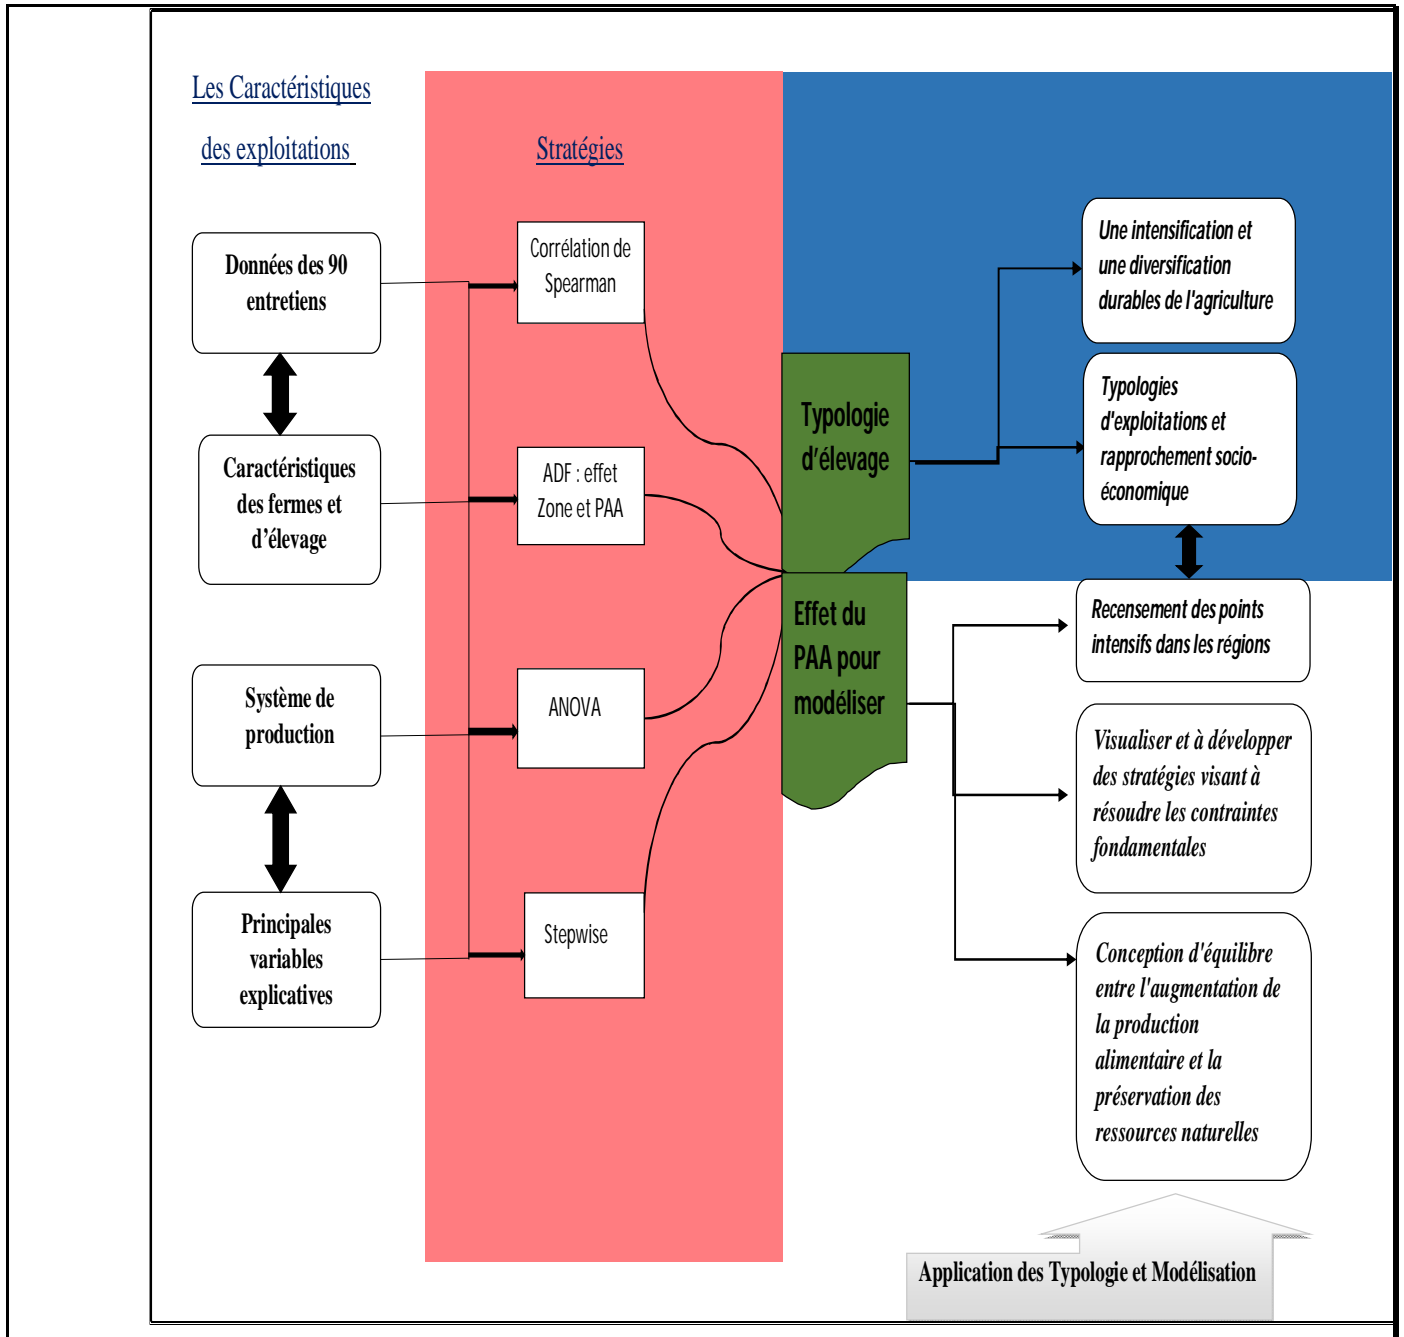 Les Caractéristiques
des exploitations
Stratégies
Données des 90
entretiens
Caractéristiques
des fermes et
d’élevage
Système de
production
Principales
variables
explicatives
Corrélation de
Spearman
ADF : effet
Zone et PAA
ANOVA
Stepwise
Typologie
d’élevage
Effet du
PAA pour
modéliser
Une intensification et
une diversification
durables de l'agriculture
Typologies
d'exploitations et
rapprochement socio-
économique
Recensement des points
intensifs dans les régions
Visualiser et à développer
des stratégies visant à
résoudre les contraintes
fondamentales
Conception d'équilibre
entre l'augmentation de
la production
alimentaire et la
préservation des
ressources naturelles
Application des Typologie et Modélisation